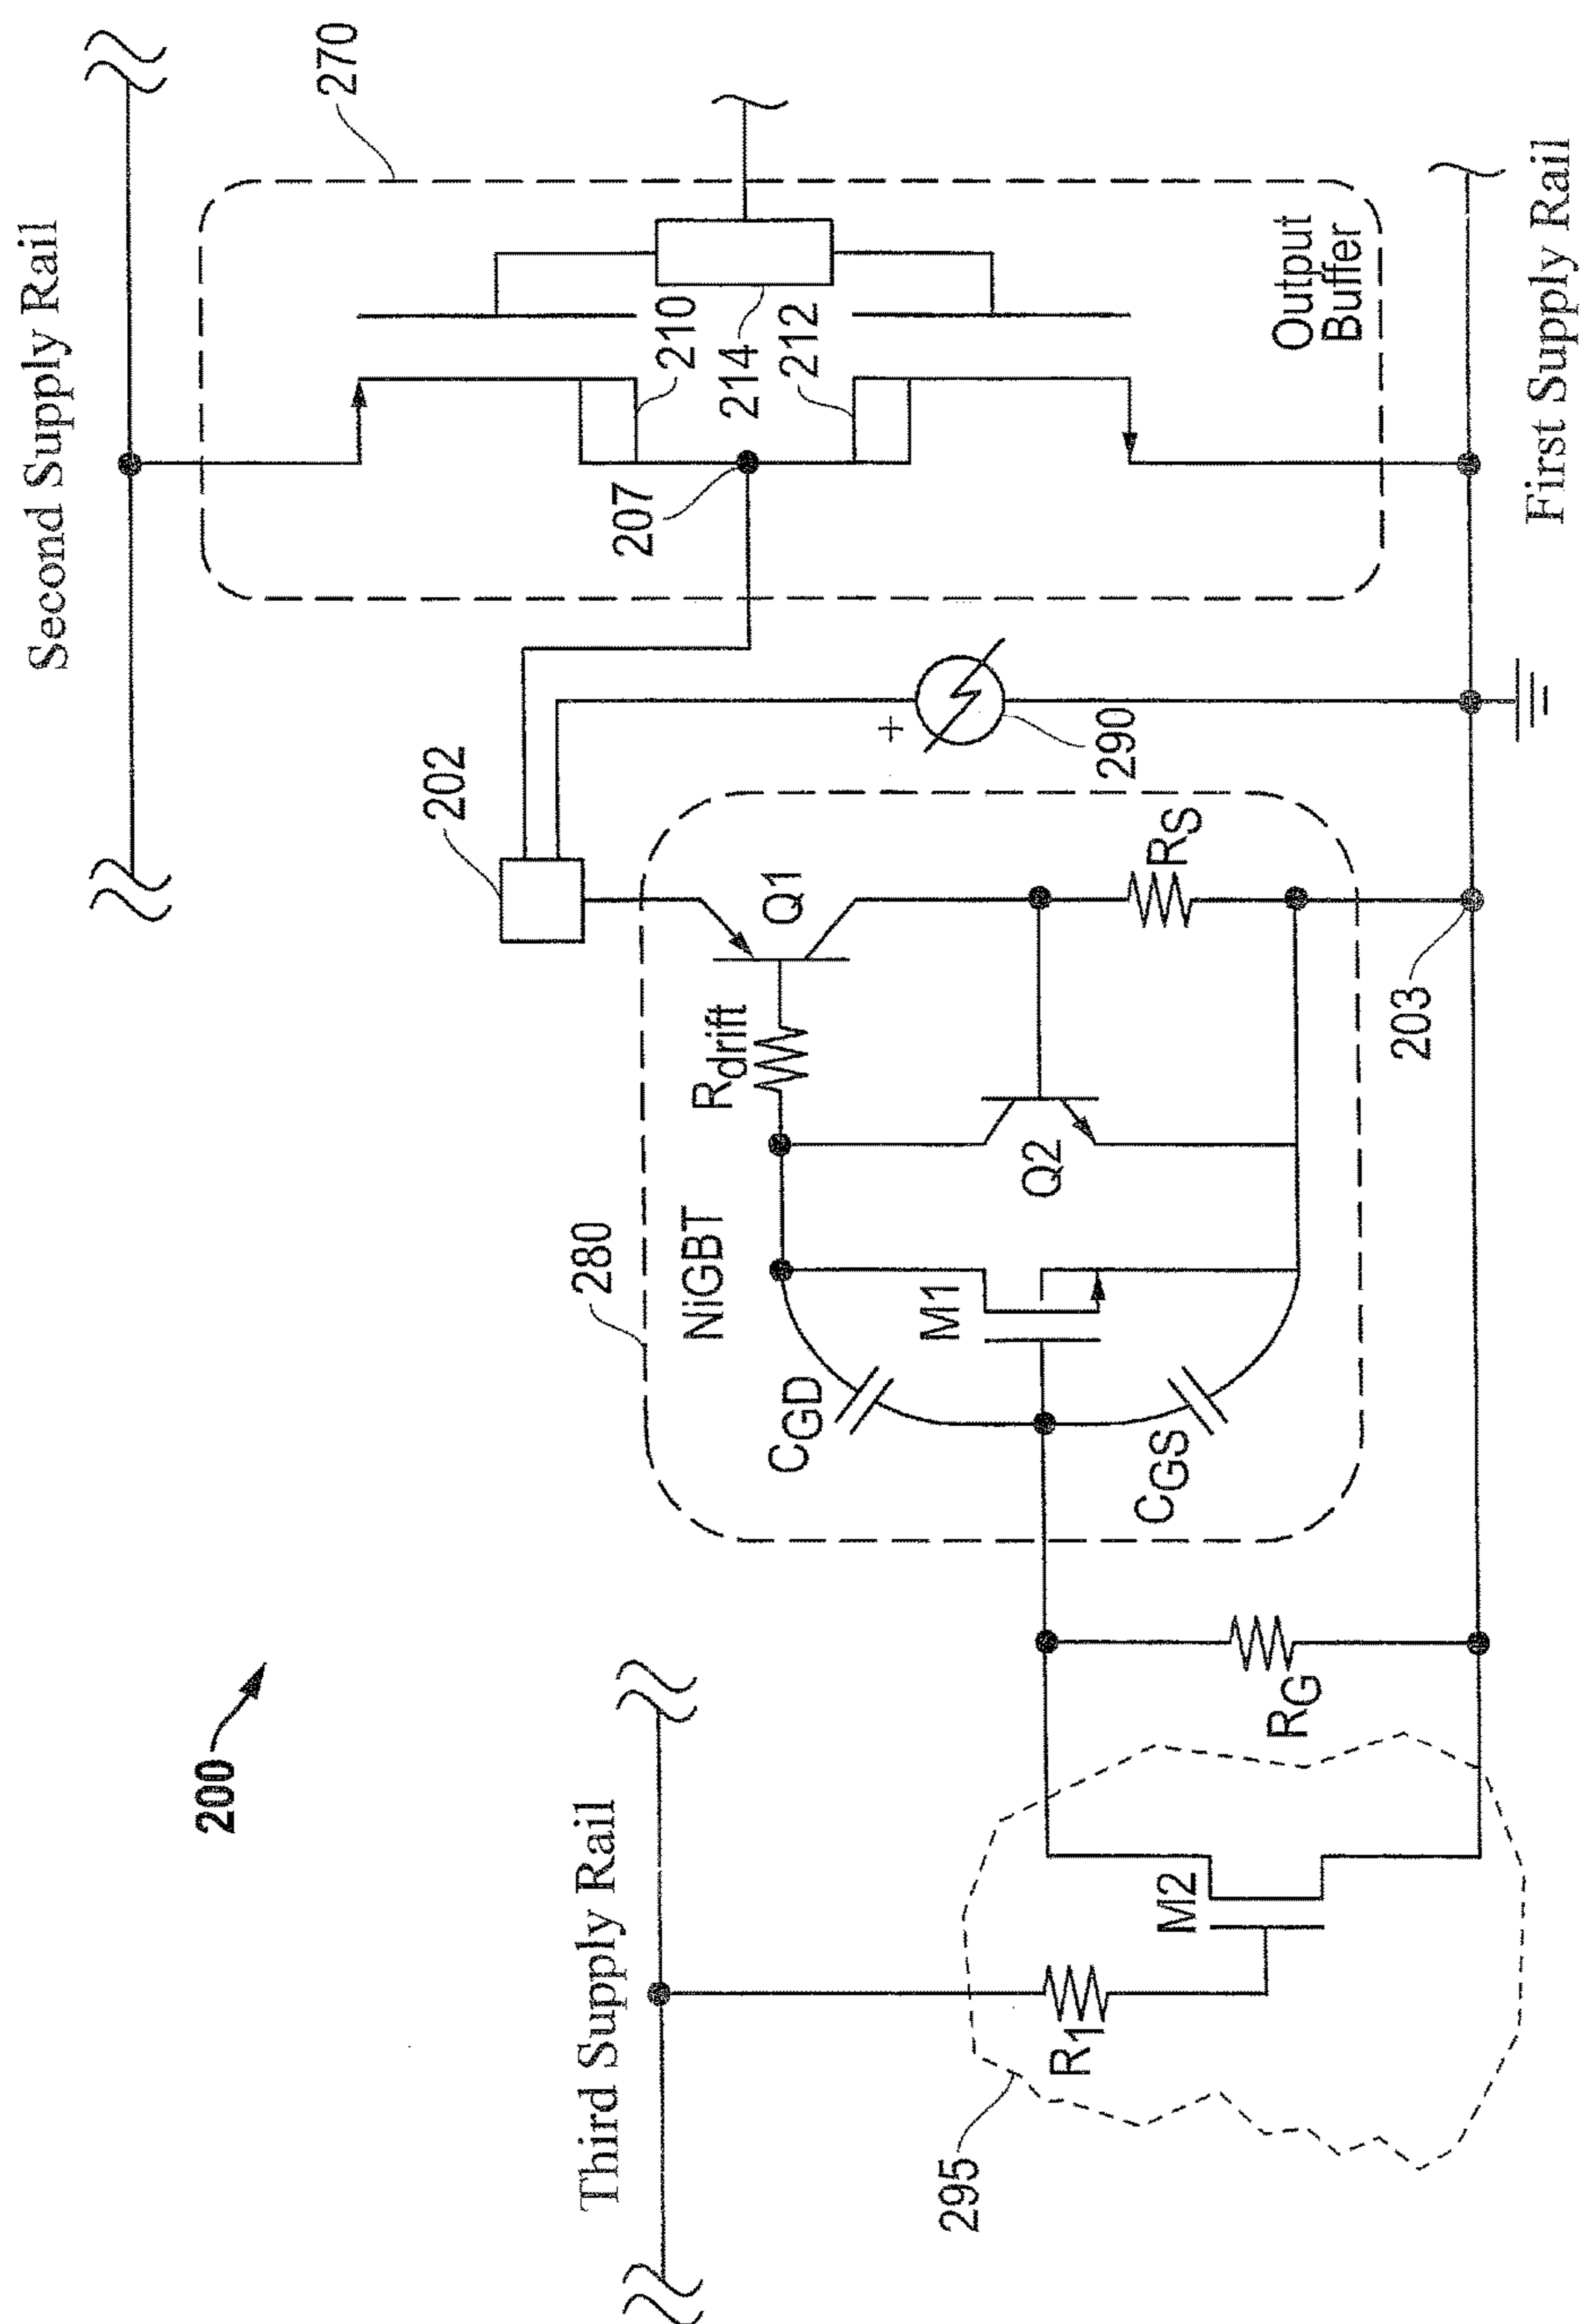 200
Second Supply Rail
270
210
214
212
207
Output
Buffer
202
+
290
First Supply Rail
280
NiGBT
Q1
Rdrift
Q2
RS
M1
CGD
CGS
203
Third Supply Rail
RG
M2
R1
295